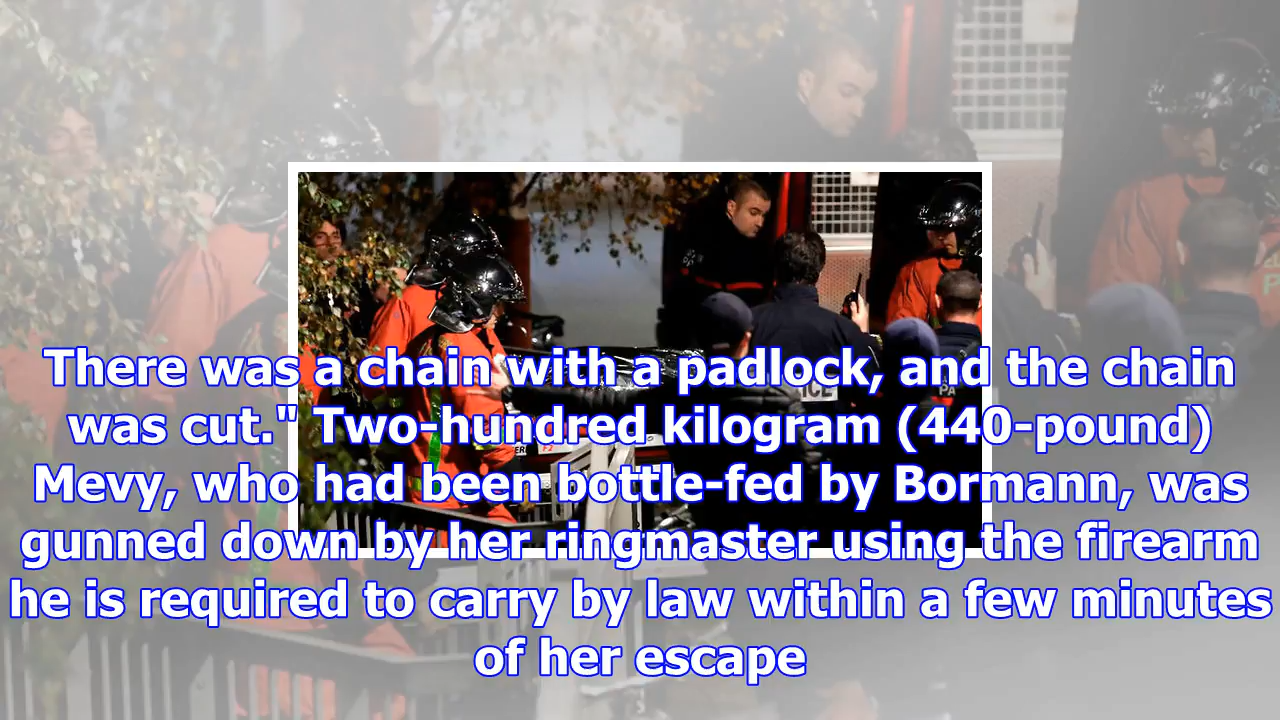 There was a chain with a padlock, and the chain
was cut." Two-hundred kilogram (440-pound)
Mevy, who had been bottle-fed by Bormann, was
gunned down by her ringmaster using the firearm
he is required to carry by law within a few minutes
of her escape